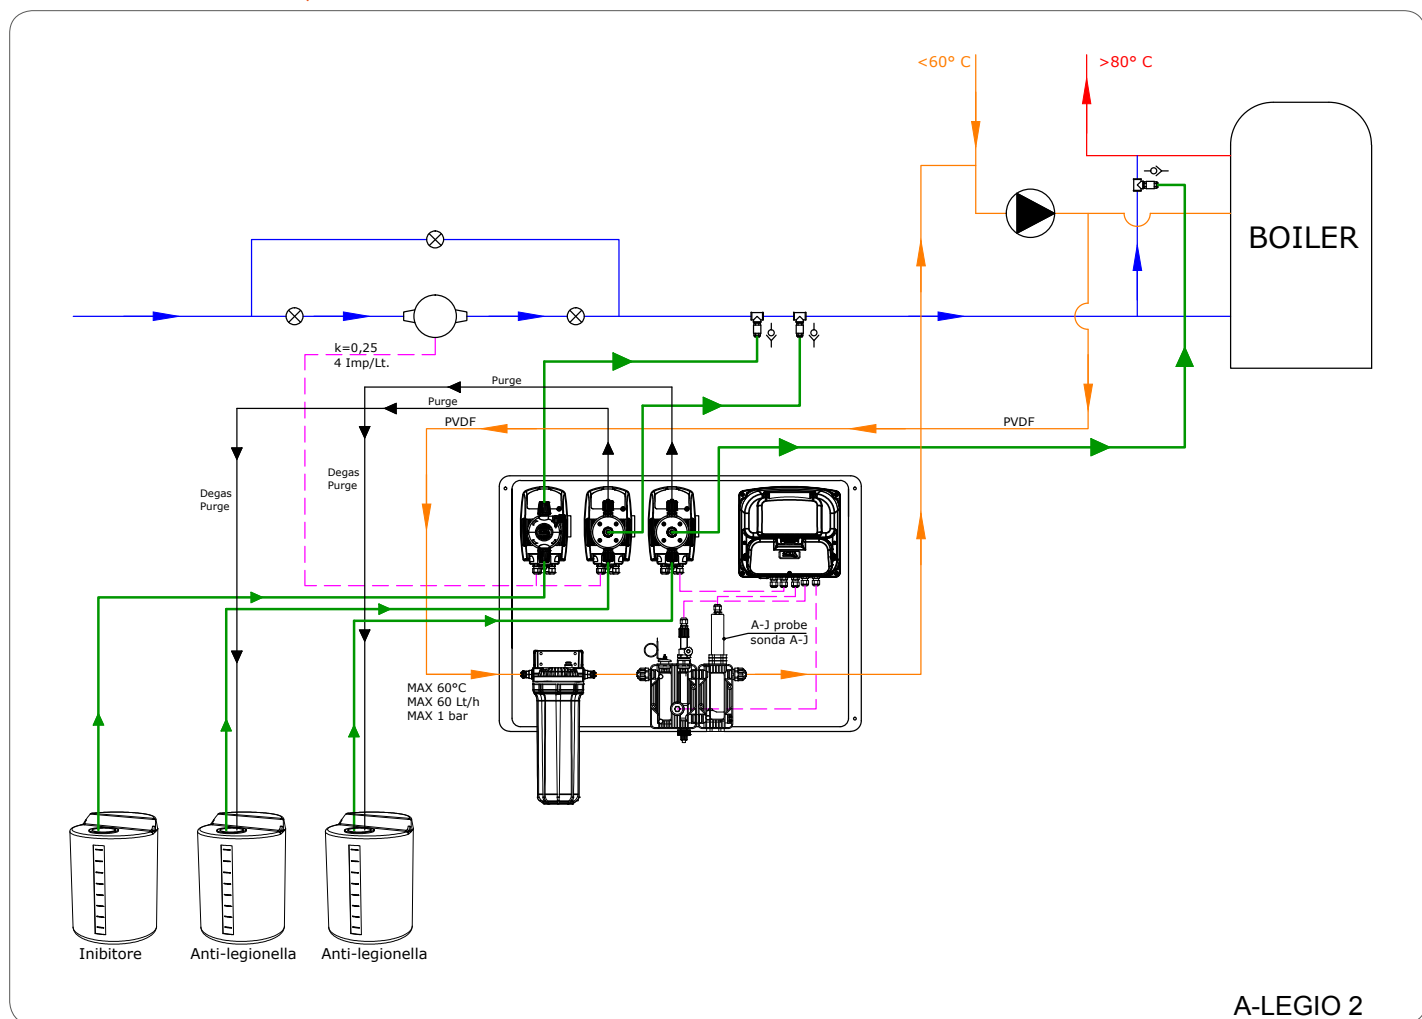 <60° C
>80° C
BOILER
k=0,25
4 Imp/Lt.
Purge
Purge
PVDF
PVDF
Degas
Purge
Degas
Purge
A-J probe
sonda A-J
MAX 60°C
MAX 60 Lt/h
MAX 1 bar
Inibitore
Anti-legionella
Anti-legionella
A-LEGIO 2